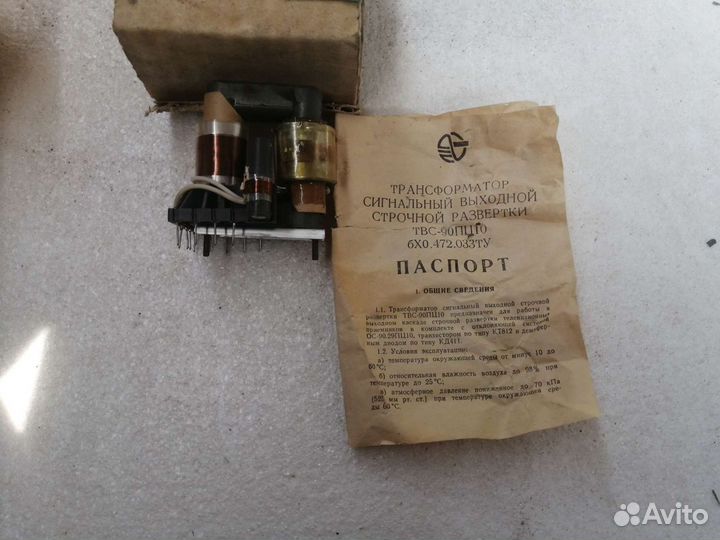 ТРАНСФОРМАТОР
СИГНАЛЬНЫЙ ВЫХОДНОЙ
СТРОЧНОЙ РАЗВЕРТКИ
ТВС-90ПЦ10
6Х0.472.033ТУ
ПАСПОРТ
1. ОБЩИЕ СВЕДЕНИЯ
1.1. Трансформатор сигнальный выходной строчной
развертки ТВС-90ПЦ10 предназначен для работы в
выходном каскаде строчной развертки телевизионных
приемников в комплекте с отклоняющей системой
ОС-90.29ПЦ10, транзистором по типу КТ812 и демпфер-
ным диодом по типу КД411.
1.2. Условия эксплуатации:
а) температура окружающей среды от минус 10 до
60°С;
б) относительная влажность воздуха до 98% при
температуре до 25°С;
в) атмосферное давление пониженное до 70 кПа
(525 мм рт. ст.) при температуре окружающей сре-
ды 60°С.
Avito